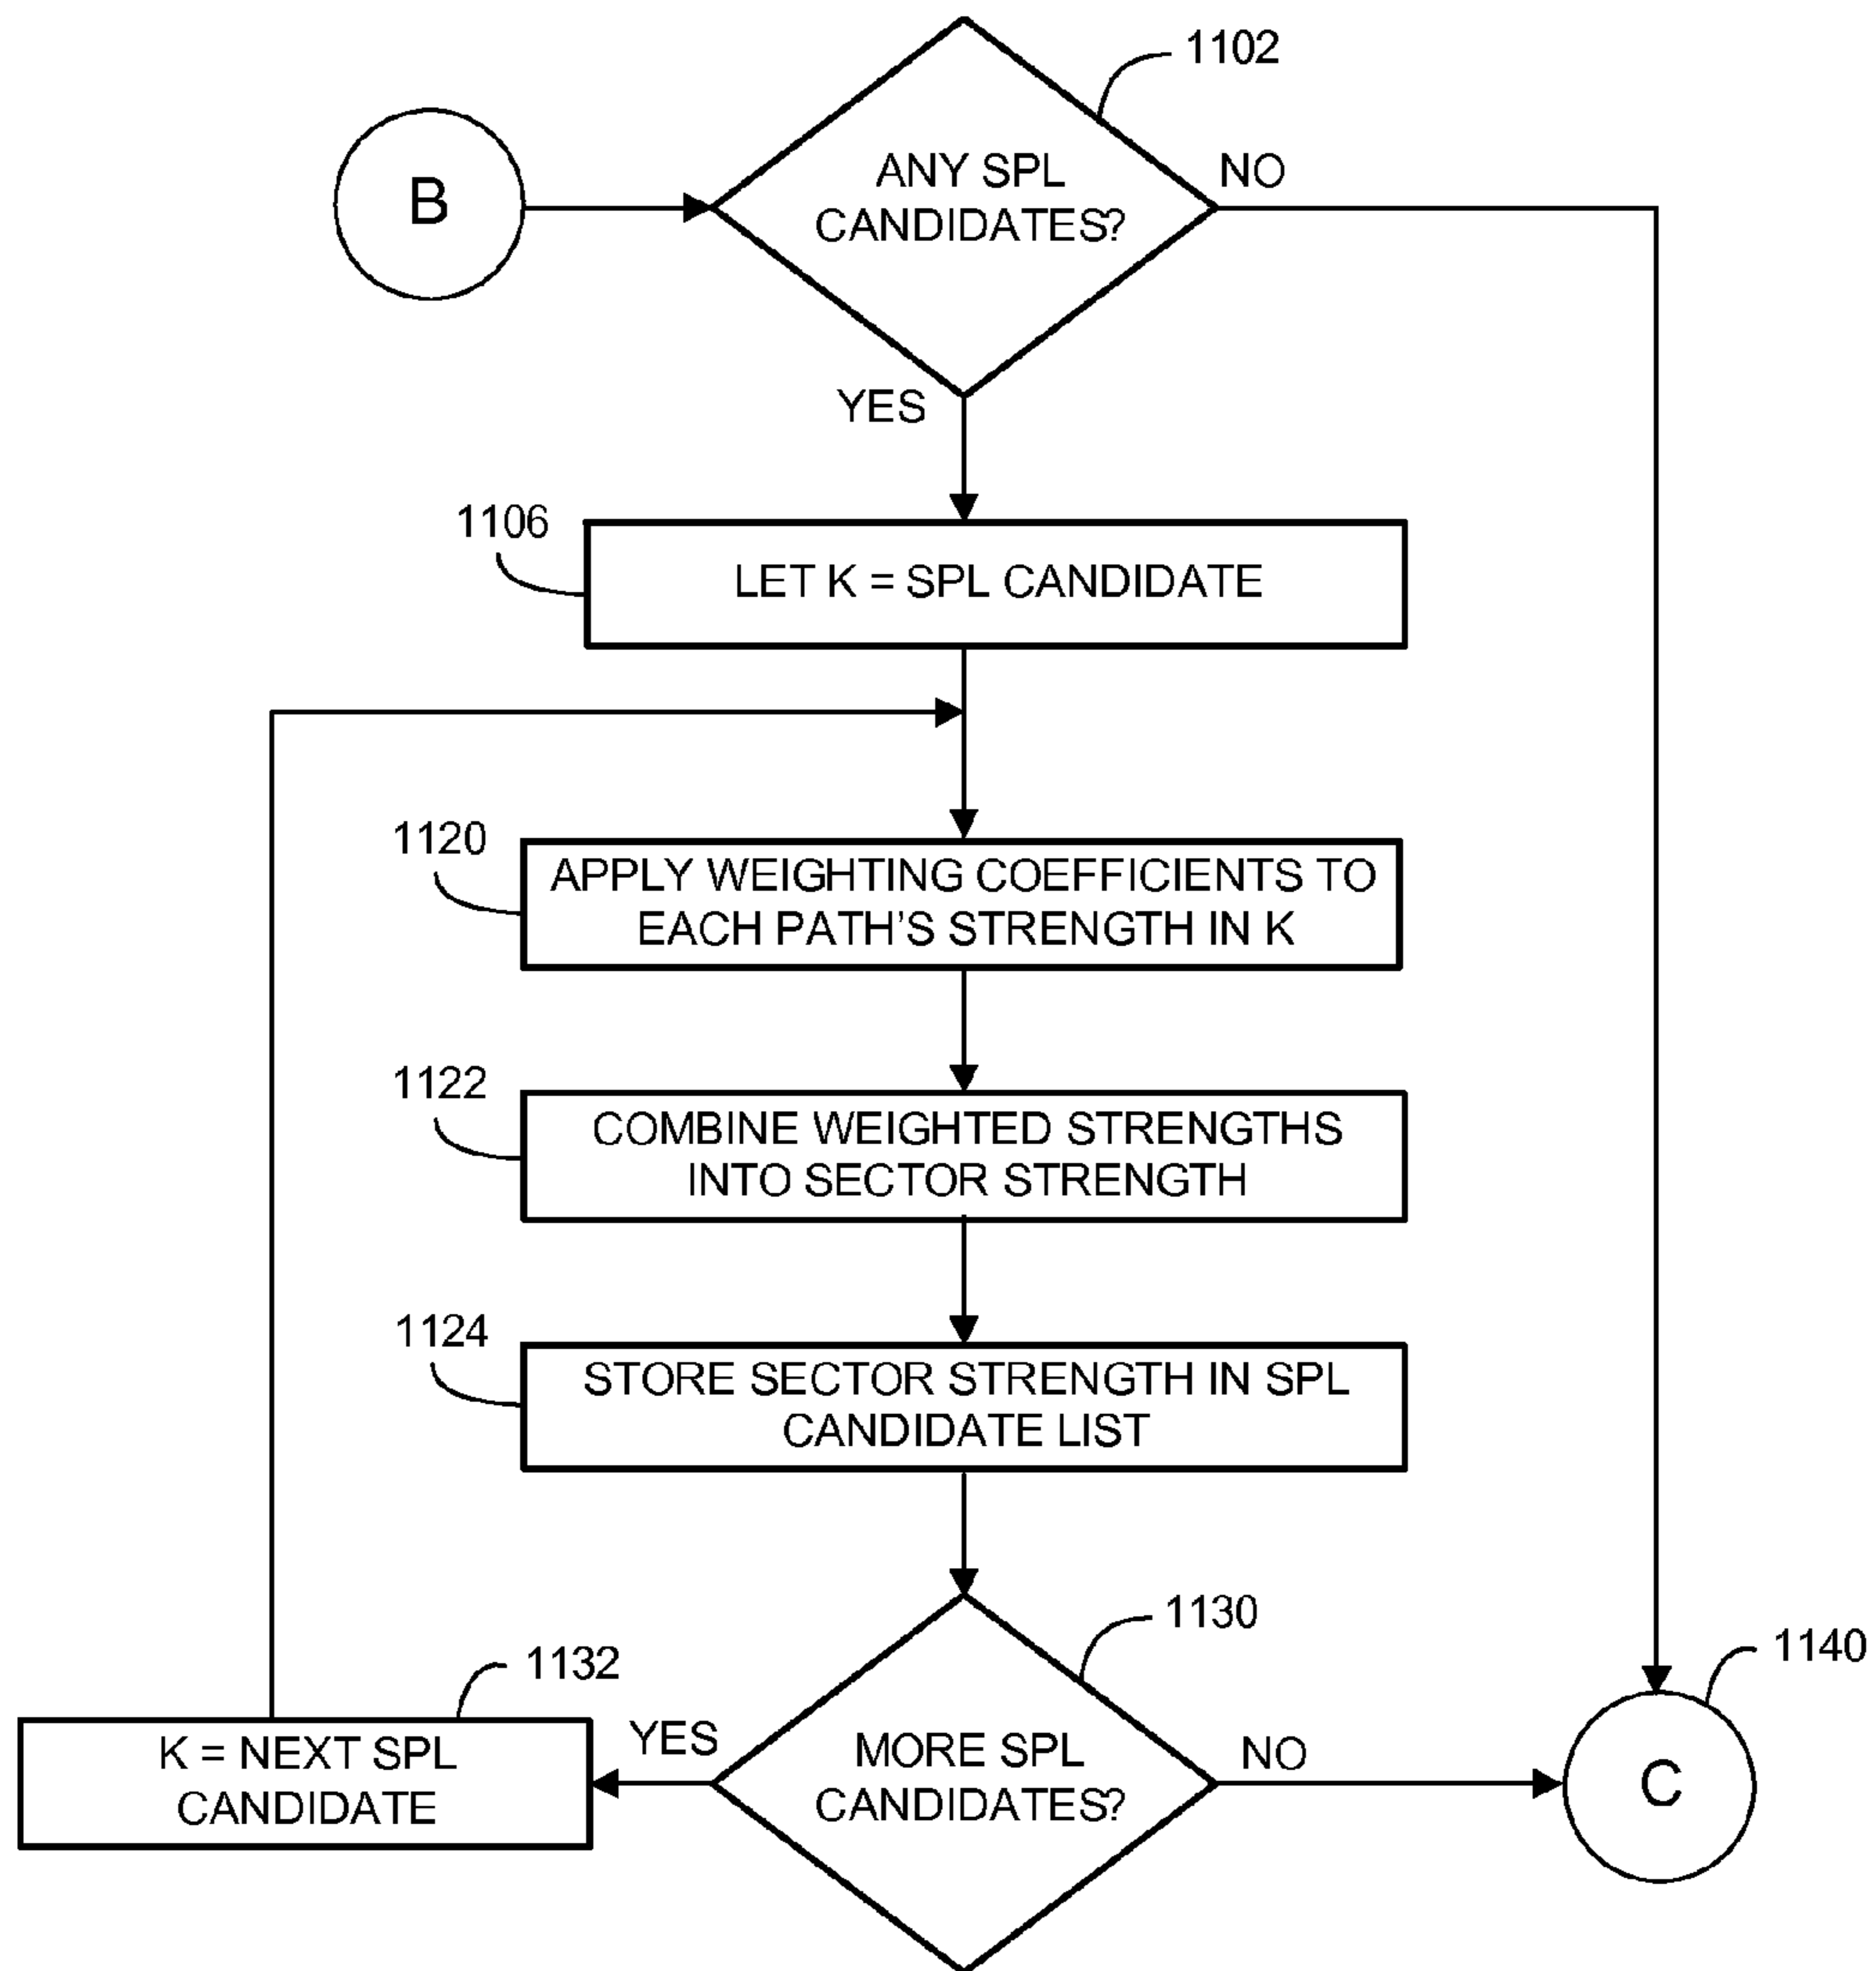 1102
B
ANY SPL
CANDIDATES?
NO
YES
1106
LET K = SPL CANDIDATE
1120
APPLY WEIGHTING COEFFICIENTS TO
EACH PATH'S STRENGTH IN K
1122
COMBINE WEIGHTED STRENGTHS
INTO SECTOR STRENGTH
1124
STORE SECTOR STRENGTH IN SPL
CANDIDATE LIST
1130
MORE SPL
CANDIDATES?
YES
NO
1132
K = NEXT SPL
CANDIDATE
1140
C